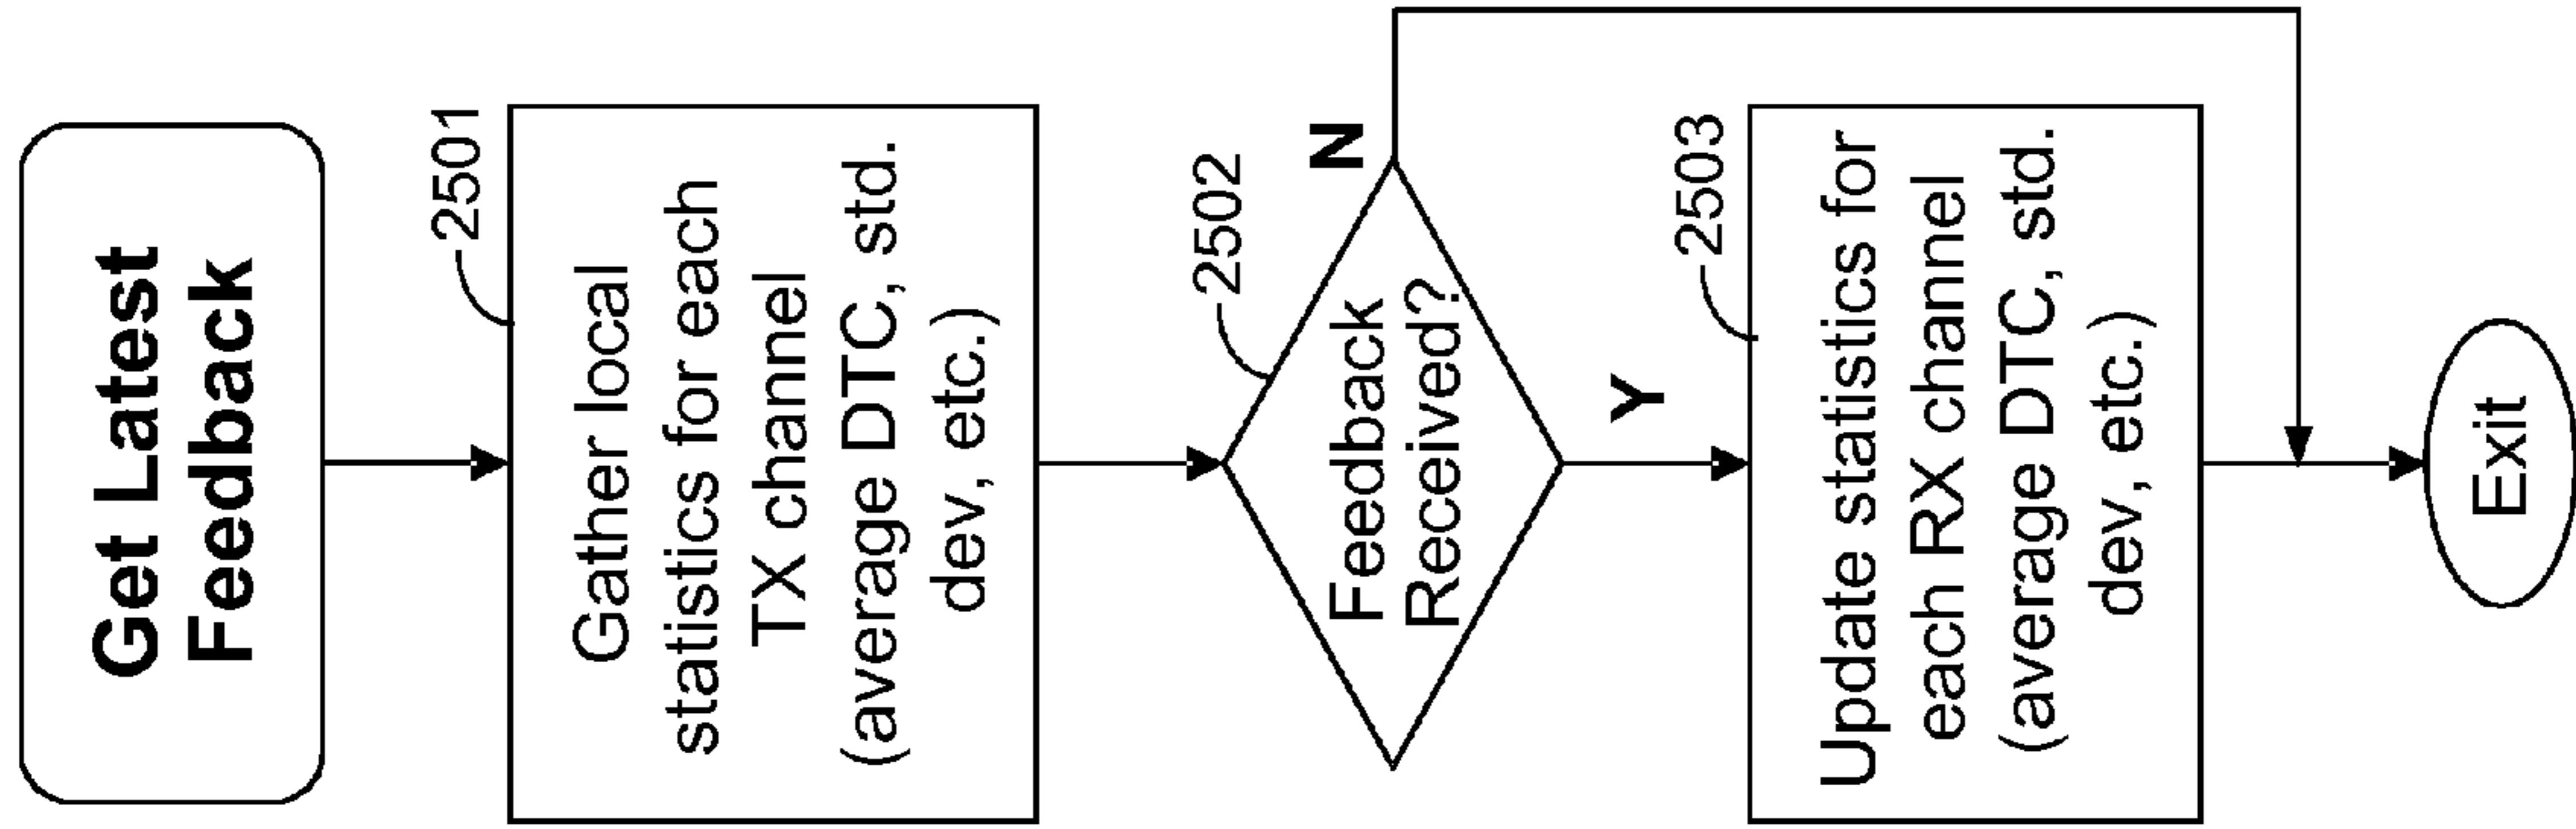 Get Latest
Feedback
2501
Gather local
statistics for each
TX channel
(average DTC, std.
dev, etc.)
2502
Feedback
Received?
N
Y
2503
Update statistics for
each RX channel
(average DTC, std.
dev, etc.)
Exit